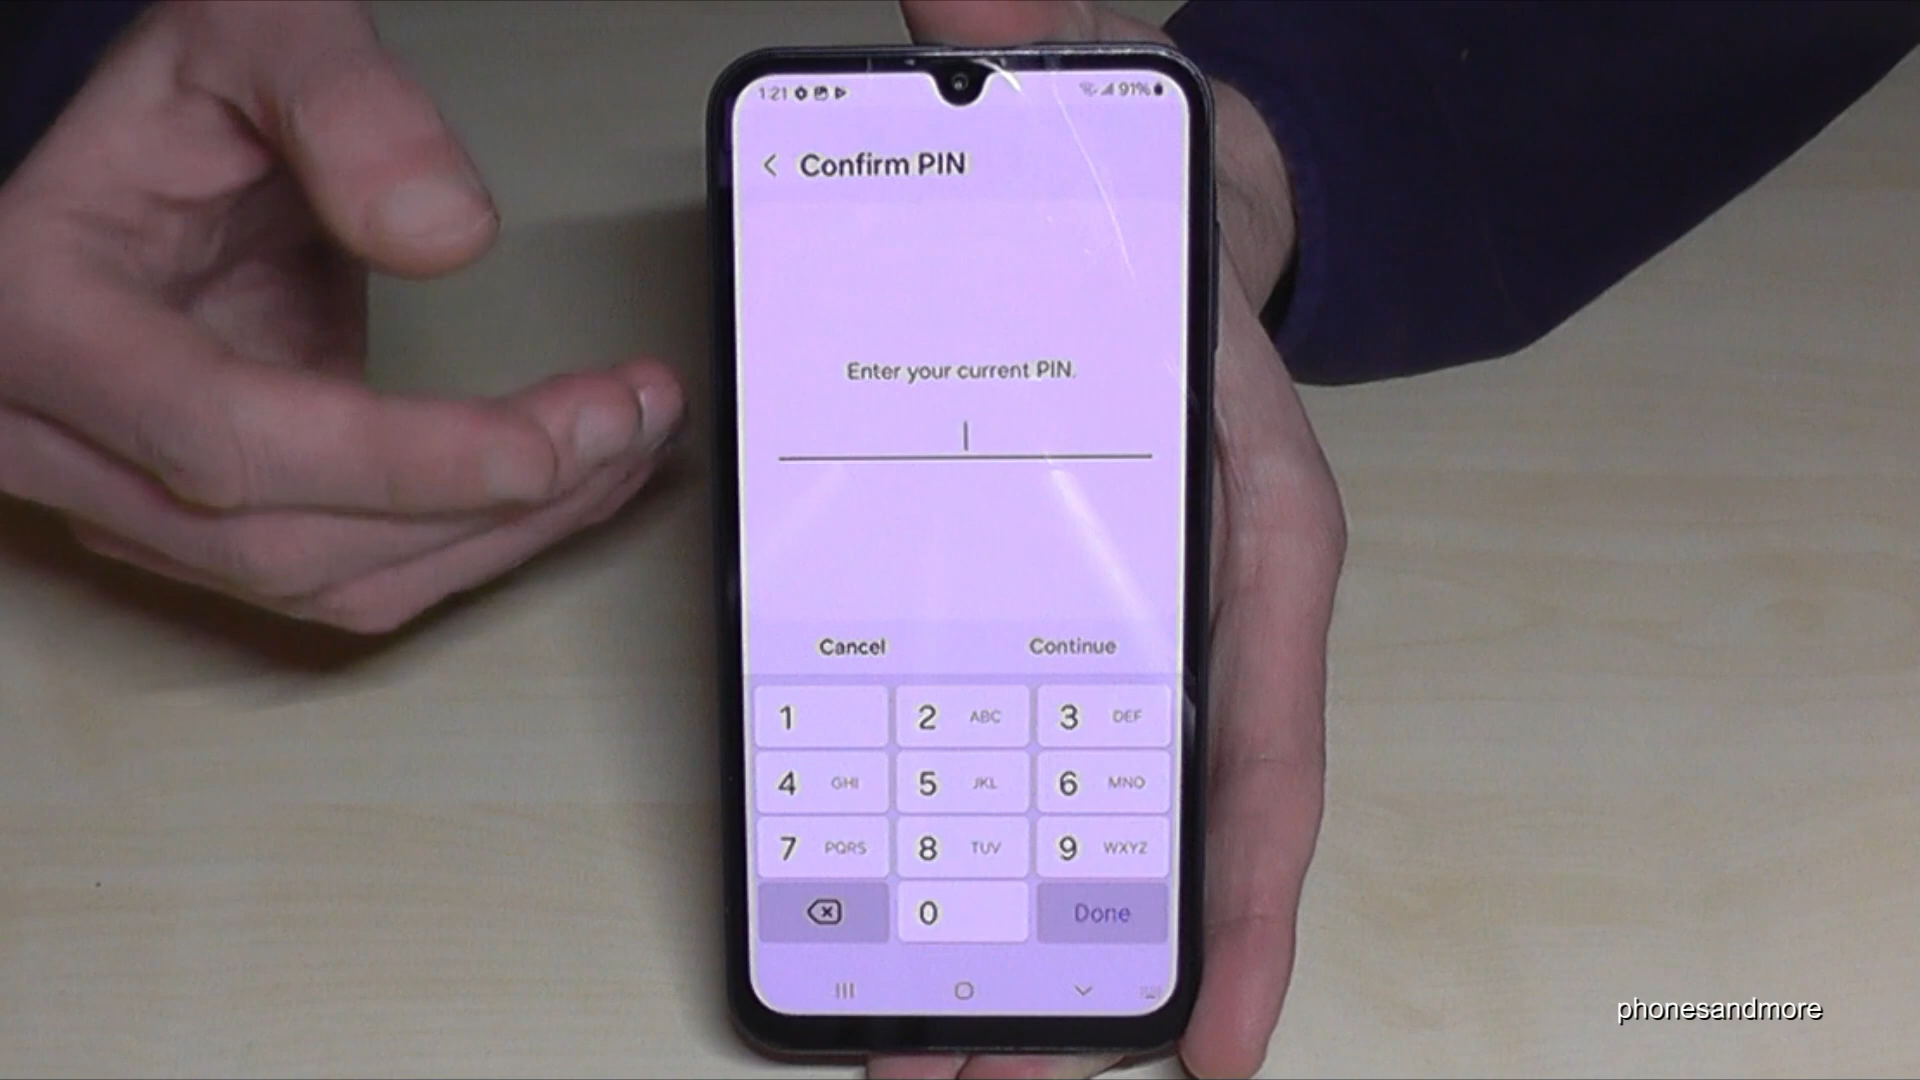 1:21 91%
Confirm PIN
Enter your current PIN.
Cancel Continue
1 2 ABC 3 DEF
4 GHI 5 JKL 6 MNO
7 PQRS 8 TUV 9 WXYZ
0 Done
phonesandmore